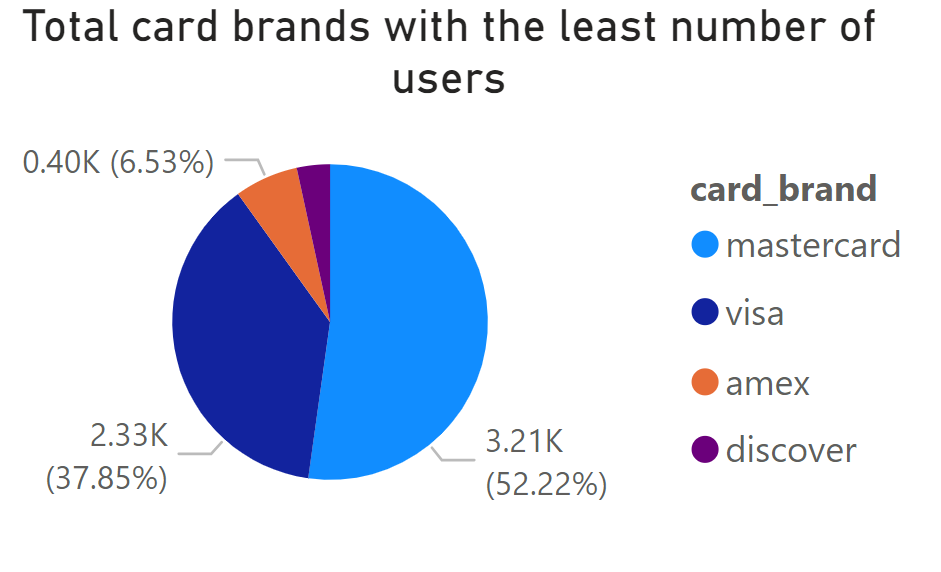 Total card brands with the least number of
users
0.40K (6.53%)
2.33K
(37.85%)
3.21K
(52.22%)
card_brand
mastercard
visa
amex
discover